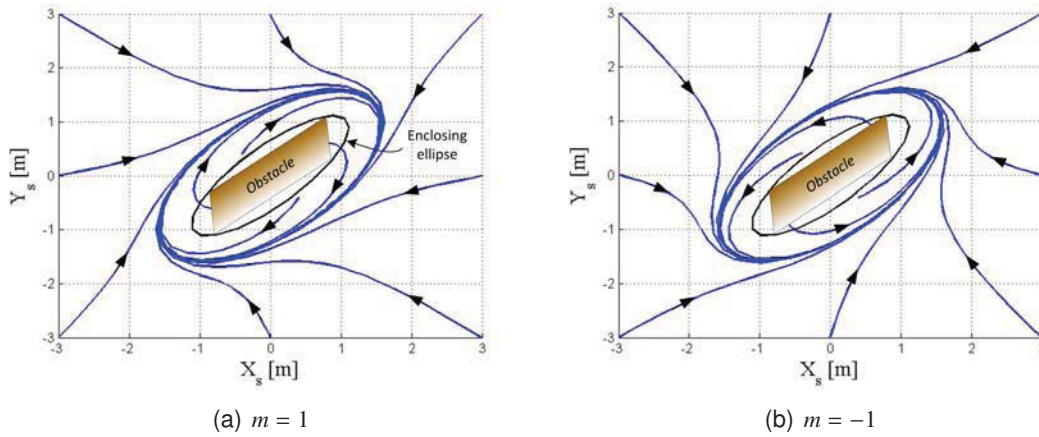 3
2
1
0
-1
-2
-3
Y_s [m]
-3 -2 -1 0 1 2 3
X_s [m]
Obstacle
Enclosing
ellipse
(a) m = 1
3
2
1
0
-1
-2
-3
Y_s [m]
-3 -2 -1 0 1 2 3
X_s [m]
Obstacle
(b) m = −1